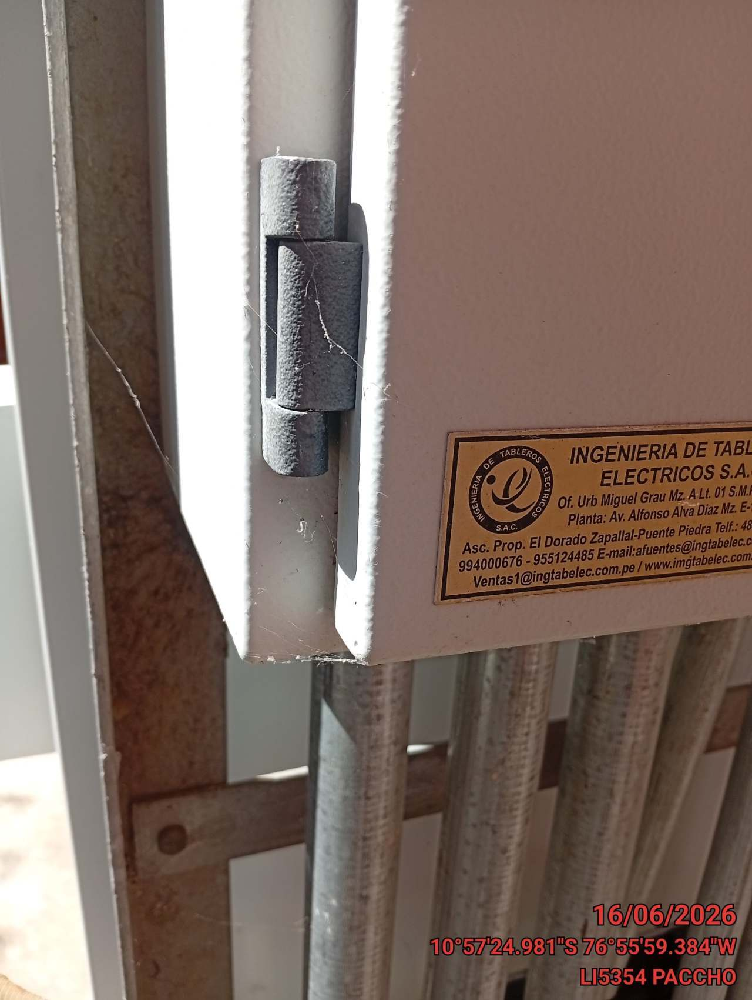 INGENIERIA DE TABLEROS ELECTRICOS
S.A.C.
INGENIERIA DE
ELECTRICOS S.A.
Of. Urb Miguel Grau Mz. A Lt. 01
Planta: Av. Alfonso Alva Diaz Mz.
Asc. Prop. El Dorado Zapallal-Puente Piedra Telf.: 48
994000676 - 955124485 E-mail:afuentes@ingtabelec.c
Ventas1@ingtabelec.com.pe / www.imgtabelec.com.
16/06/2026
10°57'24.981"S 76°55'59.384"W
LI5354 PACCHO